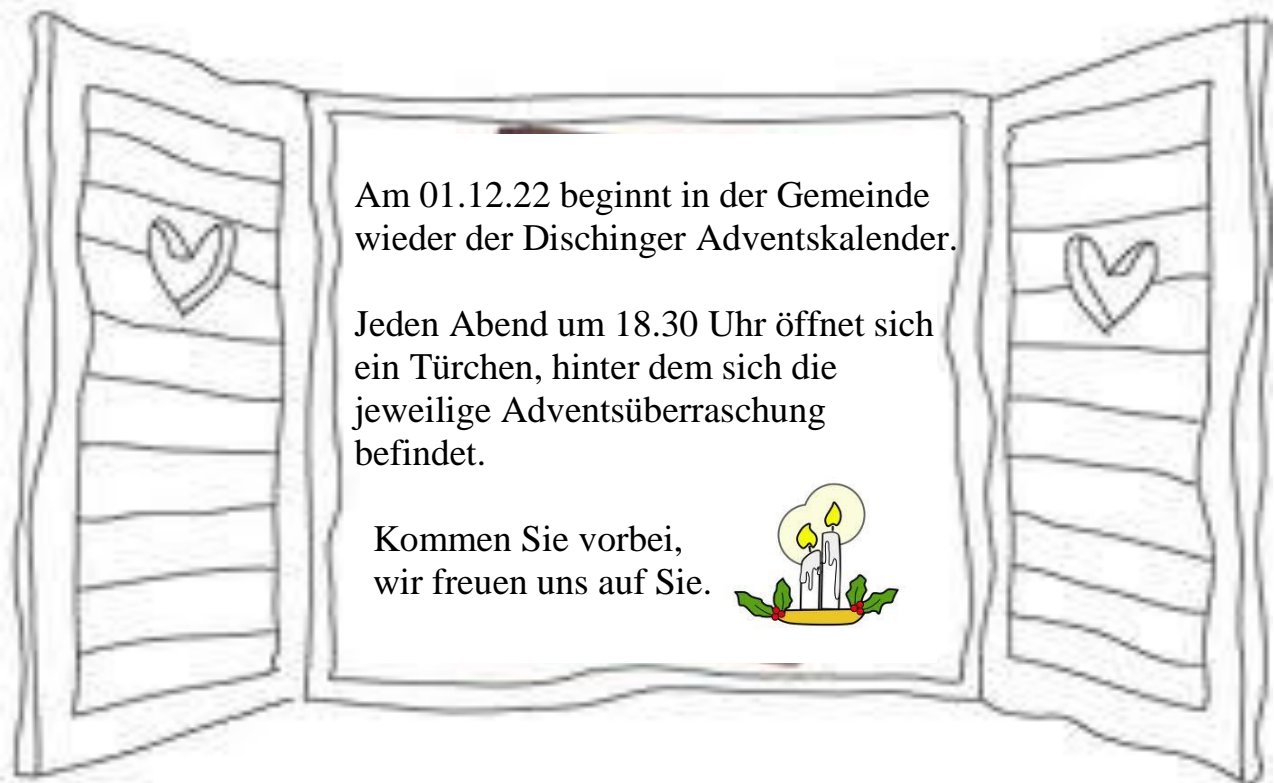 Am 01.12.22 beginnt in der Gemeinde
wieder der Dischinger Adventskalender.
Jeden Abend um 18.30 Uhr öffnet sich
ein Türchen, hinter dem sich die
jeweilige Adventsüberraschung
befindet.
Kommen Sie vorbei,
wir freuen uns auf Sie.